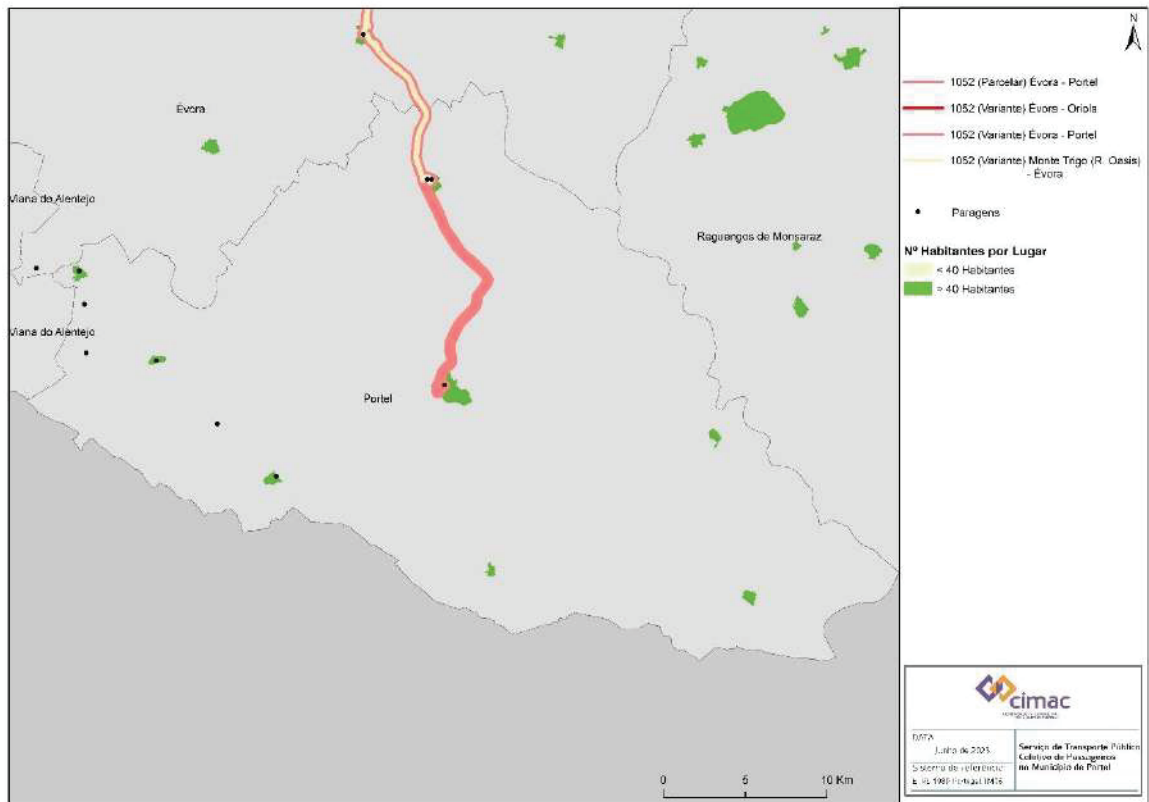 N
1052 (Parcelar) Évora - Portel
1052 (Variante) Évora - Oriola
1052 (Variante) Évora - Portel
1052 (Variante) Monte Trigo (R. Oasis)
- Évora
Paragens
Nº Habitantes por Lugar
< 40 Habitantes
> 40 Habitantes
Évora
Viana do Alentejo
Reguengos de Monsaraz
Viana do Alentejo
Portel
cimac
DATA
Junho de 2023
Sistema de referência:
Serviço de Transporte Público
Coletivo de Passageiros
no Município de Portel
0 5 10 Km